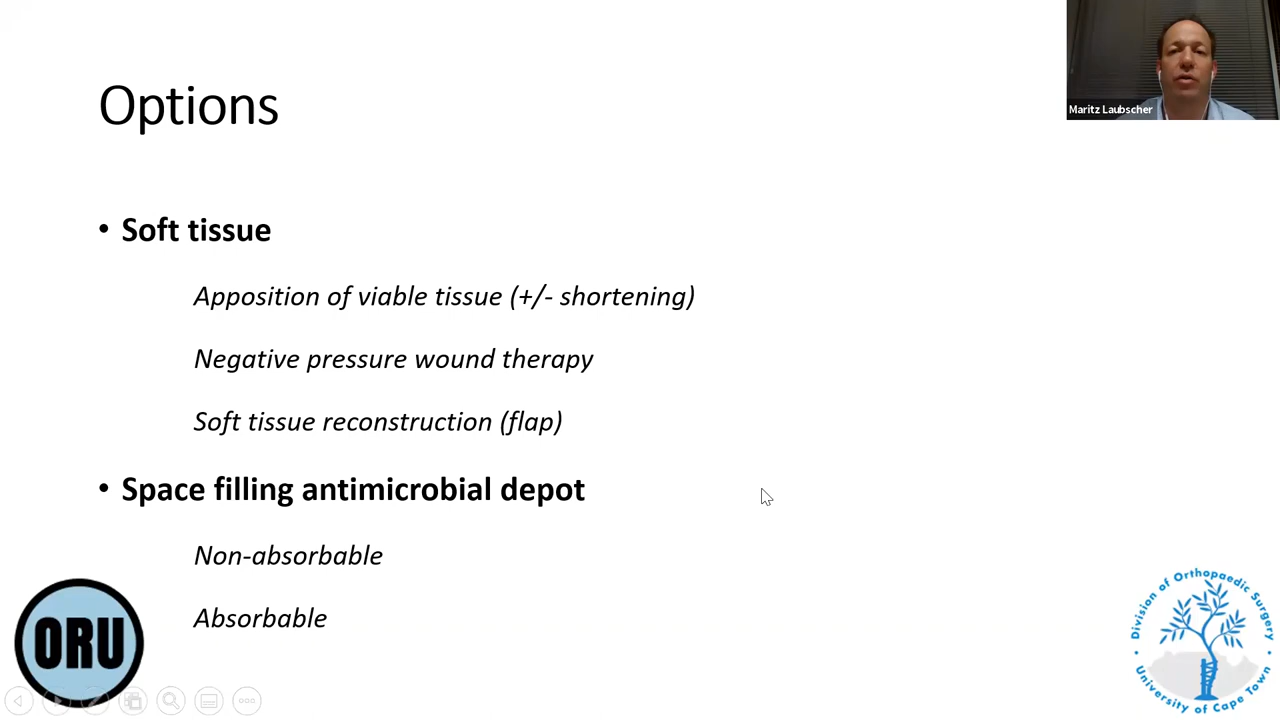 Maritz Laubscher
Options
• Soft tissue
Apposition of viable tissue (+/- shortening)
Negative pressure wound therapy
Soft tissue reconstruction (flap)
• Space filling antimicrobial depot
Non-absorbable
Absorbable
ORU
Division of Orthopaedic Surgery
• University of Cape Town •